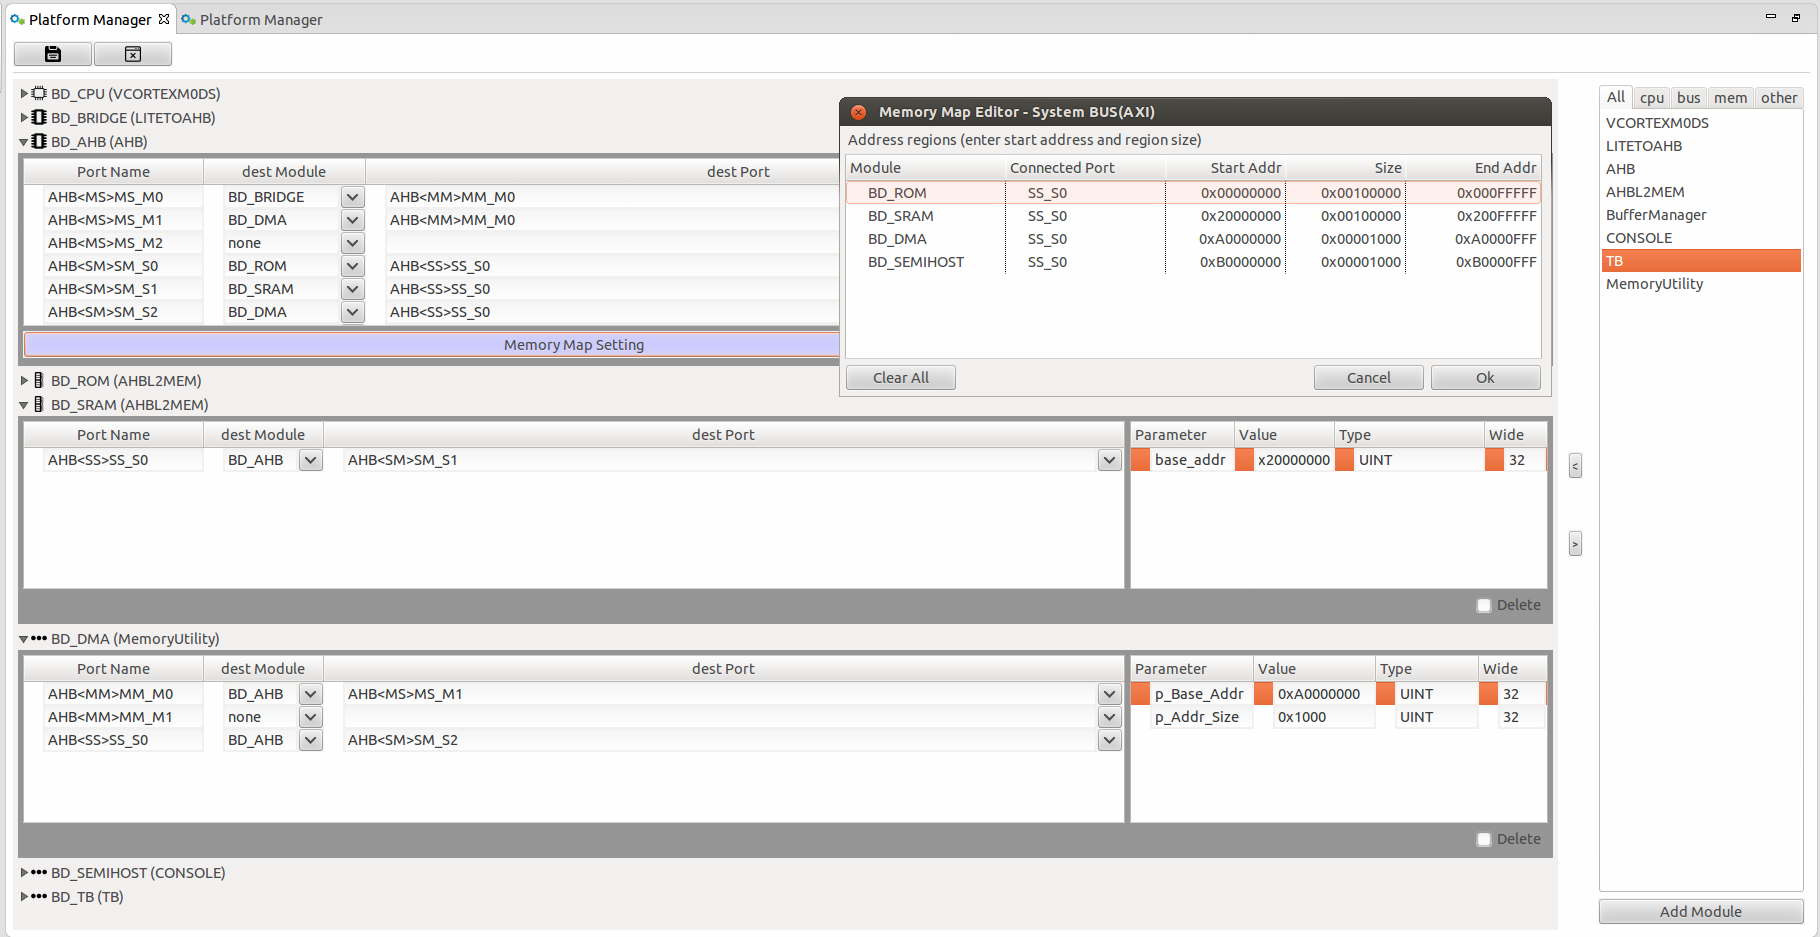 Platform Manager Platform Manager
BD_CPU (VCORTEXM0DS)
BD_BRIDGE (LITETOAHB)
BD_AHB (AHB)
Port Name dest Module dest Port
AHB<MS>MS_M0 BD_BRIDGE AHB<MM>MM_M0
AHB<MS>MS_M1 BD_DMA AHB<MM>MM_M0
AHB<MS>MS_M2 none
AHB<SM>SM_S0 BD_ROM AHB<SS>SS_S0
AHB<SM>SM_S1 BD_SRAM AHB<SS>SS_S0
AHB<SM>SM_S2 BD_DMA AHB<SS>SS_S0
Memory Map Setting
Memory Map Editor - System BUS(AXI)
Address regions (enter start address and region size)
Module Connected Port Start Addr Size End Addr
BD_ROM SS_S0 0x00000000 0x00100000 0x000FFFFF
BD_SRAM SS_S0 0x20000000 0x00100000 0x200FFFFF
BD_DMA SS_S0 0xA0000000 0x00001000 0xA0000FFF
BD_SEMIHOST SS_S0 0xB0000000 0x00001000 0xB0000FFF
Clear All Cancel Ok
BD_ROM (AHBL2MEM)
BD_SRAM (AHBL2MEM)
Port Name dest Module dest Port Parameter Value Type Wide
AHB<SS>SS_S0 BD_AHB AHB<SM>SM_S1 base_addr x20000000 UINT 32
Delete
BD_DMA (MemoryUtility)
Port Name dest Module dest Port Parameter Value Type Wide
AHB<MM>MM_M0 BD_AHB AHB<MS>MS_M1 p_Base_Addr 0xA0000000 UINT 32
AHB<MM>MM_M1 none p_Addr_Size 0x1000 UINT 32
AHB<SS>SS_S0 BD_AHB AHB<SM>SM_S2
Delete
BD_SEMIHOST (CONSOLE)
BD_TB (TB)
<
>
All cpu bus mem other
VCORTEXM0DS
LITETOAHB
AHB
AHBL2MEM
BufferManager
CONSOLE
TB
MemoryUtility
Add Module